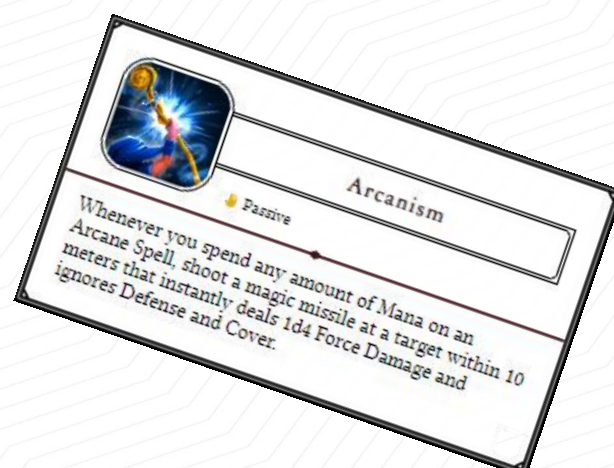 Arcanism
Passive
Whenever you spend any amount of Mana on an
Arcane Spell, shoot a magic missile at a target within 10
meters that instantly deals 1d4 Force Damage and
ignores Defense and Cover.